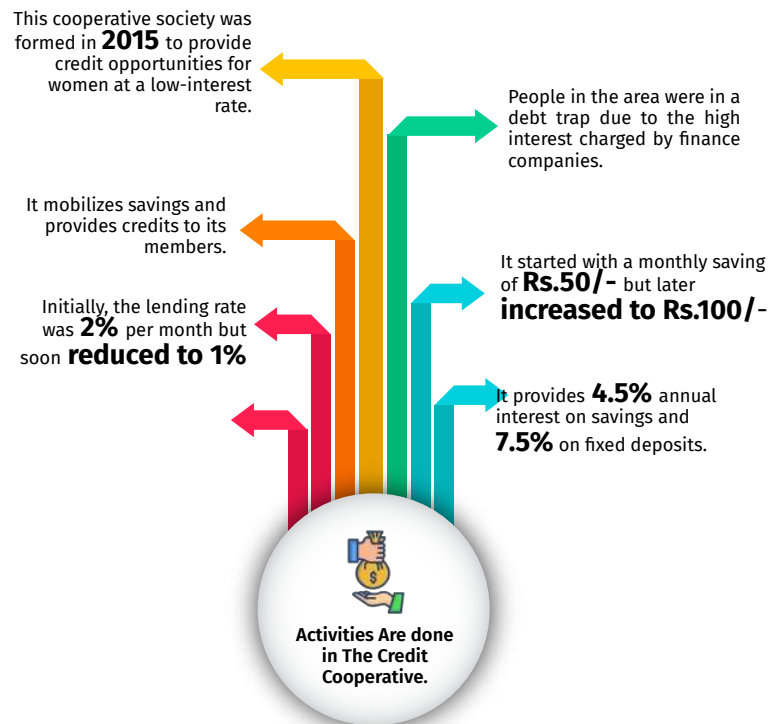 This cooperative society was
formed in 2015 to provide
credit opportunities for
women at a low-interest
rate.
People in the area were in a
debt trap due to the high
interest charged by finance
companies.
It mobilizes savings and
provides credits to its
members.
It started with a monthly saving
of Rs.50/- but later
increased to Rs.100/-
Initially, the lending rate
was 2% per month but
soon reduced to 1%
It provides 4.5% annual
interest on savings and
7.5% on fixed deposits.
$
Activities Are done
in The Credit
Cooperative.